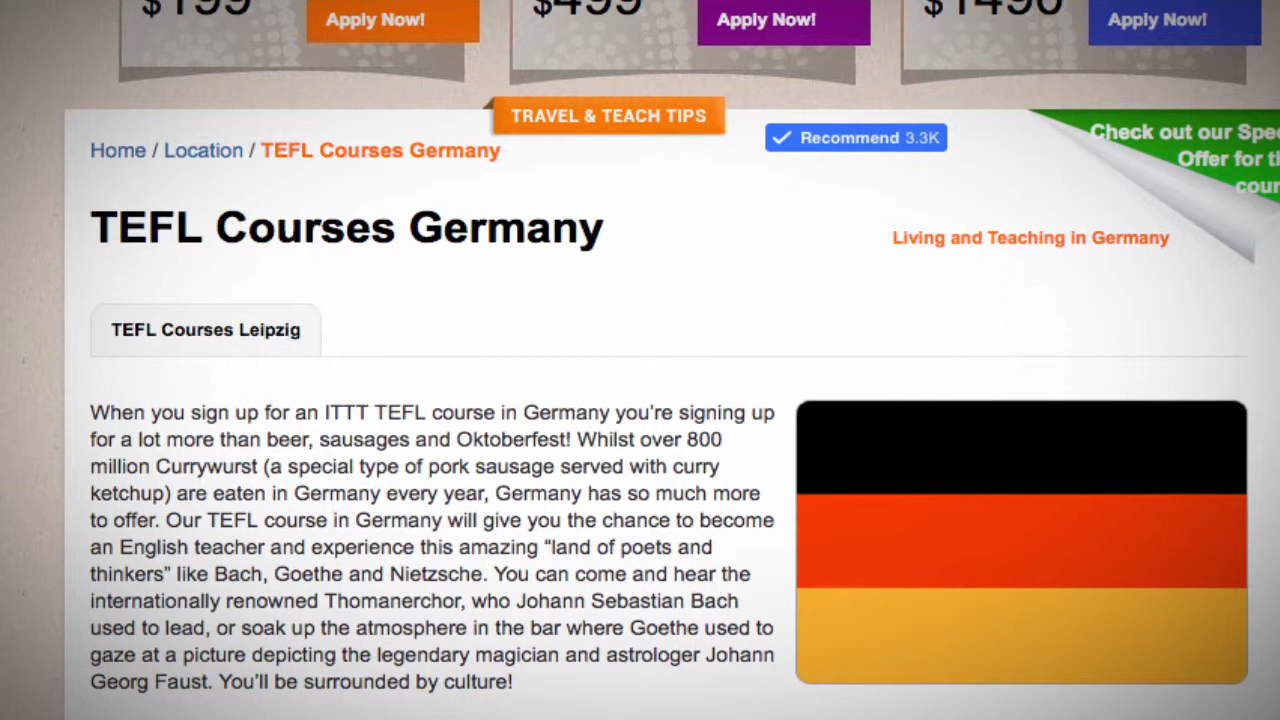 $199
Apply Now!
$499
Apply Now!
$1490
Apply Now!
TRAVEL & TEACH TIPS
Home / Location / TEFL Courses Germany
Recommend 3.3K
Check out our
Offer for
TEFL Courses Germany
Living and Teaching in Germany
TEFL Courses Leipzig
When you sign up for an ITTT TEFL course in Germany you're signing up
for a lot more than beer, sausages and Oktoberfest! Whilst over 800
million Currywurst (a special type of pork sausage served with curry
ketchup) are eaten in Germany every year, Germany has so much more
to offer. Our TEFL course in Germany will give you the chance to become
an English teacher and experience this amazing “land of poets and
thinkers” like Bach, Goethe and Nietzsche. You can come and hear the
internationally renowned Thomanerchor, who Johann Sebastian Bach
used to lead, or soak up the atmosphere in the bar where Goethe used to
gaze at a picture depicting the legendary magician and astrologer Johann
Georg Faust. You’ll be surrounded by culture!